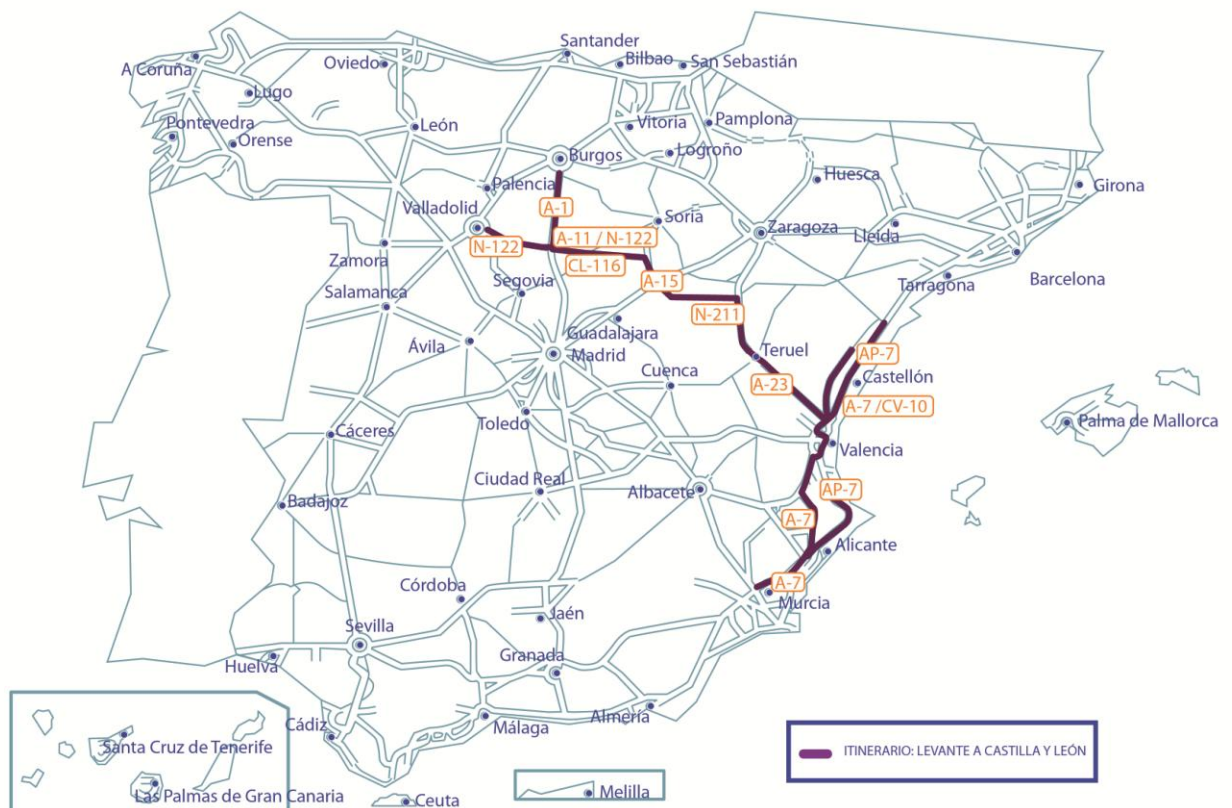 Santander
Oviedo
Bilbao
San Sebastián
A Coruña
Lugo
León
Vitoria
Pamplona
Pontevedra
Orense
Burgos
Logroño
Palencia
Huesca
Girona
Valladolid
A-1
Soria
Zaragoza
Lleida
N-122
A-11 / N-122
Zamora
CL-116
Barcelona
Segovia
A-15
Tarragona
Salamanca
N-211
Guadalajara
Ávila
Madrid
Teruel
AP-7
Cuenca
A-23
Castellón
A-7 /CV-10
Toledo
Palma de Mallorca
Cáceres
Valencia
Ciudad Real
Albacete
AP-7
Badajoz
A-7
Alicante
Córdoba
A-7
Murcia
Jaén
Sevilla
Huelva
Granada
Almería
Cádiz
Málaga
Santa Cruz de Tenerife
ITINERARIO: LEVANTE A CASTILLA Y LEÓN
Las Palmas de Gran Canaria
Ceuta
Melilla